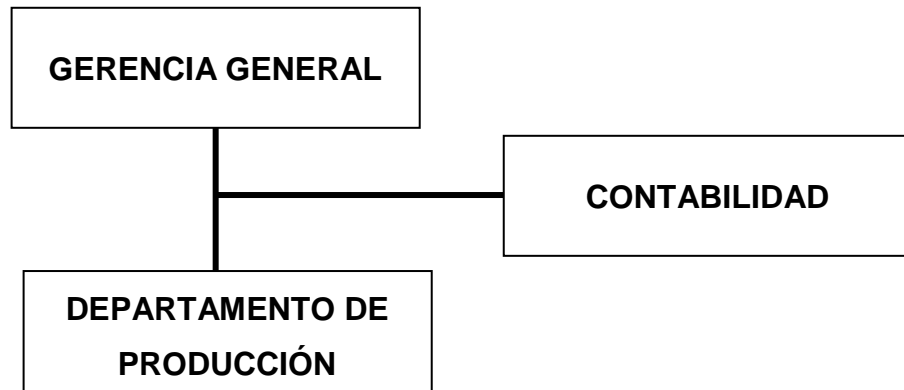 GERENCIA GENERAL
CONTABILIDAD
DEPARTAMENTO DE
PRODUCCIÓN